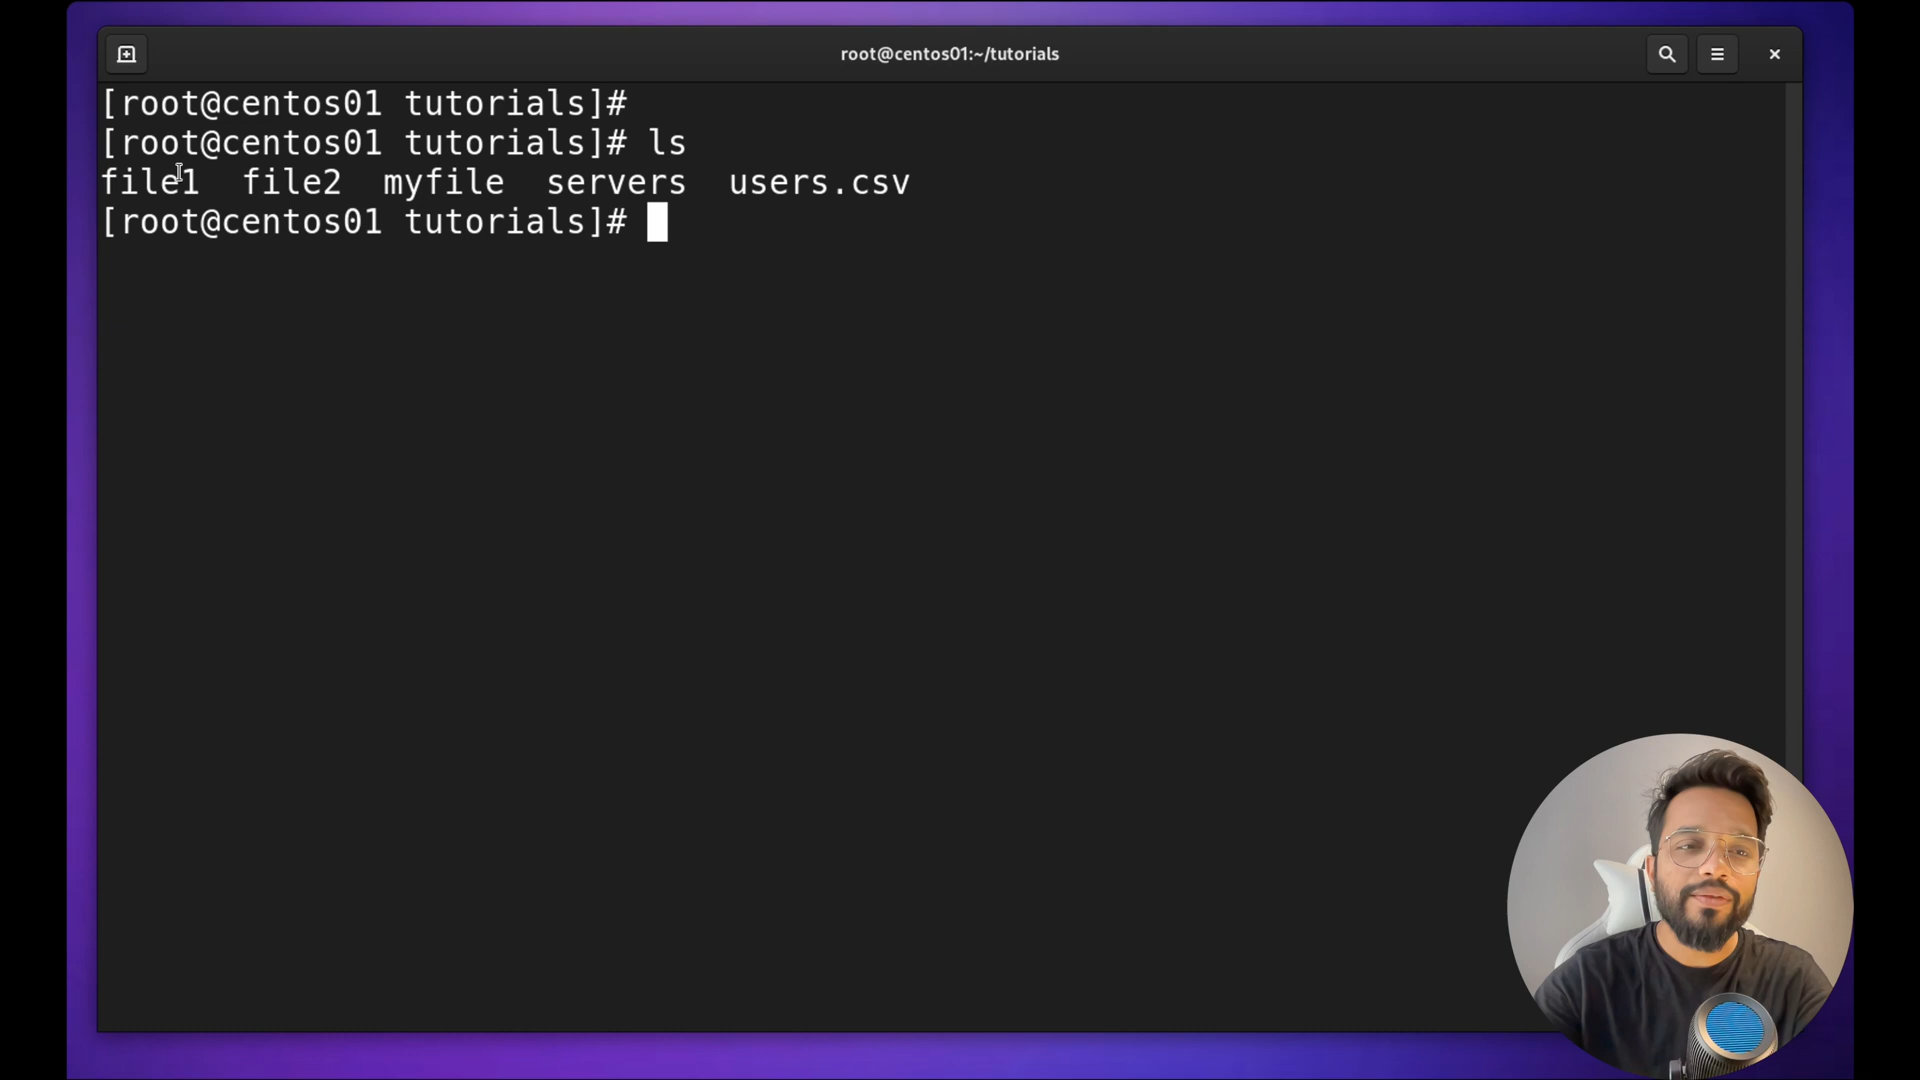 root@centos01:~/tutorials
[root@centos01 tutorials]#
[root@centos01 tutorials]# ls
file1  file2  myfile  servers  users.csv
[root@centos01 tutorials]#